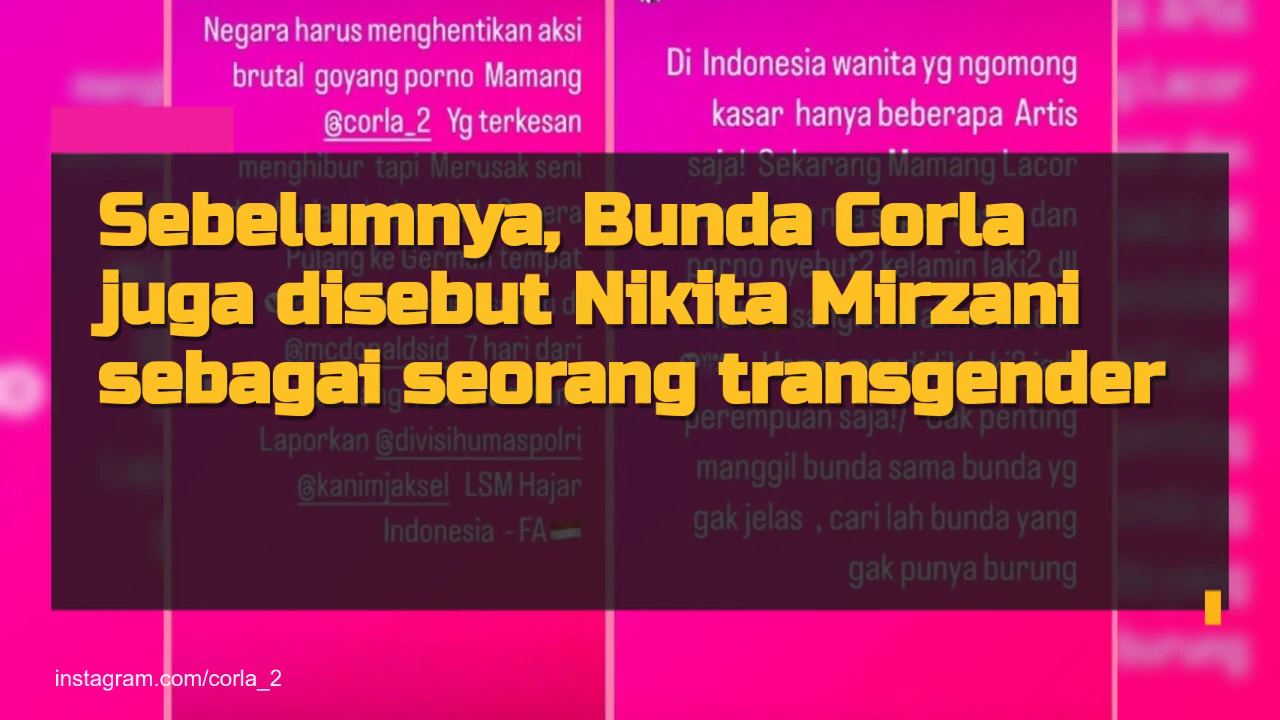 Negara harus menghentikan aksi
brutal goyang porno Mamang
@corla_2 Yg terkesan
menghibur tapi Merusak seni
Pulang ke German tempat
@mcdonaldsid 7 hari dari
Laporkan @divisihumaspolri
@kanimjaksel LSM Hajar
Indonesia - FA
Di Indonesia wanita yg ngomong
kasar hanya beberapa Artis
saja! Sekarang Mamang Lacor
dan
porno nyebut2 kelamin laki2 dll
perempuan saja!/ Gak penting
manggil bunda sama bunda yg
gak jelas , cari lah bunda yang
gak punya burung
Sebelumnya, Bunda Corla
juga disebut Nikita Mirzani
sebagai seorang transgender
instagram.com/corla_2